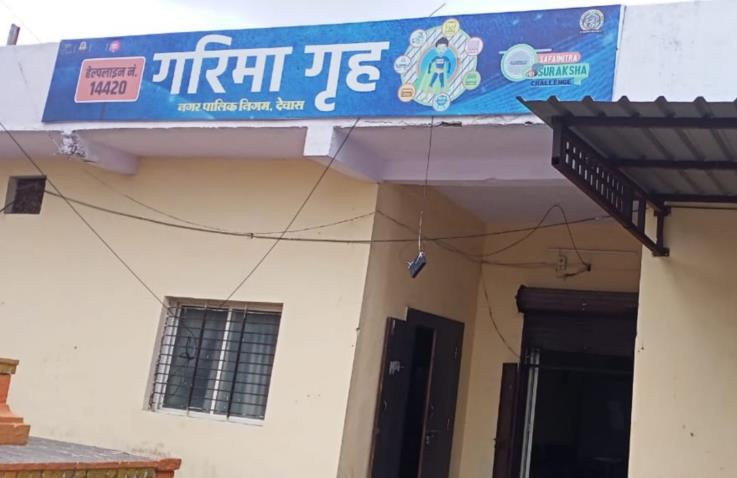 हेल्पलाइन नं.
14420
गरिमा गृह
नगर पालिक निगम, देवास
SAFAIMITRA
SURAKSHA
CHALLENGE